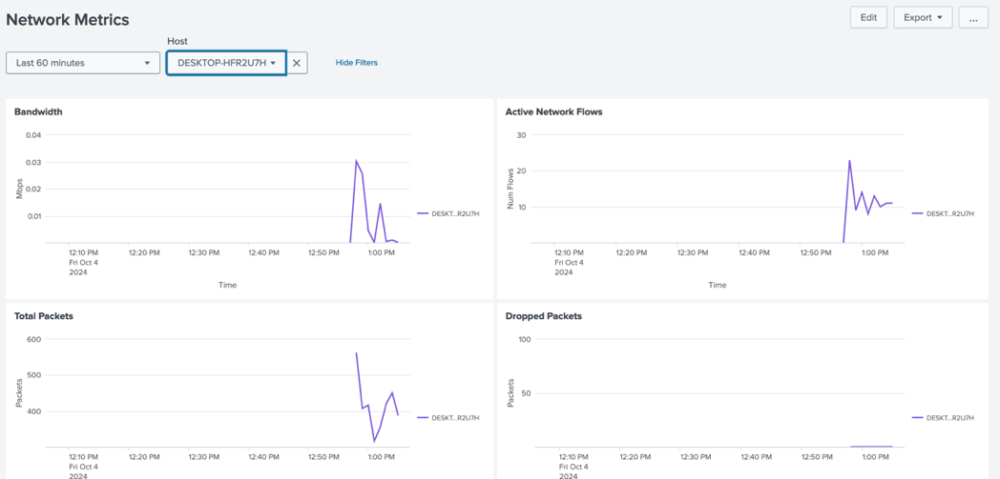 Network Metrics
Edit
Export
...
Host
Last 60 minutes
DESKTOP-HFR2U7H
Hide Filters
Bandwidth
0.04
0.03
0.02
0.01
Mbps
DESKT...R2U7H
12:10 PM 12:20 PM 12:30 PM 12:40 PM 12:50 PM 1:00 PM
Fri Oct 4
2024
Time
Active Network Flows
30
20
10
Num Flows
DESKT...R2U7H
12:10 PM 12:20 PM 12:30 PM 12:40 PM 12:50 PM 1:00 PM
Fri Oct 4
2024
Time
Total Packets
600
500
400
Packets
DESKT...R2U7H
12:10 PM 12:20 PM 12:30 PM 12:40 PM 12:50 PM 1:00 PM
Fri Oct 4
2024
Dropped Packets
100
50
Packets
DESKT...R2U7H
12:10 PM 12:20 PM 12:30 PM 12:40 PM 12:50 PM 1:00 PM
Fri Oct 4
2024